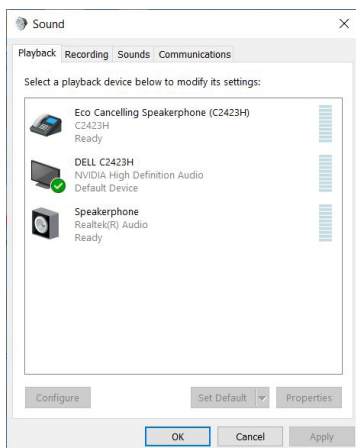 Sound
Playback Recording Sounds Communications
Select a playback device below to modify its settings:
Eco Cancelling Speakerphone (C2423H)
C2423H
Ready
DELL C2423H
NVIDIA High Definition Audio
Default Device
Speakerphone
Realtek(R) Audio
Ready
Configure Set Default Properties
OK Cancel Apply